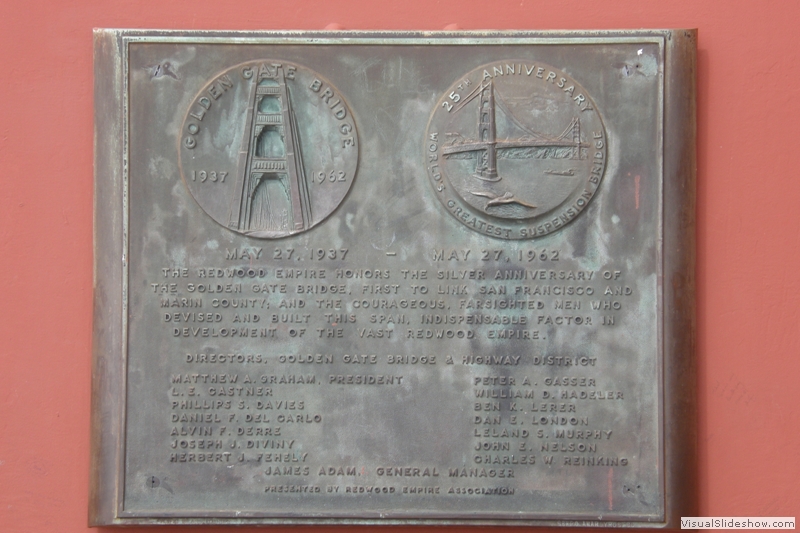 GOLDEN GATE BRIDGE
1937 1962
25TH ANNIVERSARY
WORLD'S GREATEST SUSPENSION BRIDGE
MAY 27, 1937 - MAY 27, 1962
THE REDWOOD EMPIRE HONORS THE SILVER ANNIVERSARY OF
THE GOLDEN GATE BRIDGE, FIRST TO LINK SAN FRANCISCO AND
MARIN COUNTY; AND THE COURAGEOUS, FARSIGHTED MEN WHO
DEVISED AND BUILT THIS SPAN, INDISPENSABLE FACTOR IN
DEVELOPMENT OF THE VAST REDWOOD EMPIRE.
DIRECTORS, GOLDEN GATE BRIDGE & HIGHWAY DISTRICT
MATTHEW A. GRAHAM, PRESIDENT
L. E. CASTNER
PHILLIPS S. DAVIES
DANIEL F. DEL CARLO
ALVIN F. DERRE
JOSEPH J. DIVINY
HERBERT J. FEHELY
PETER A. GASSER
WILLIAM D. HADELER
BEN K. LERER
DAN E. LONDON
LELAND S. MURPHY
JOHN E. NELSON
CHARLES W. REINKING
JAMES ADAM, GENERAL MANAGER
PRESENTED BY REDWOOD EMPIRE ASSOCIATION
VisualSlideshow.com